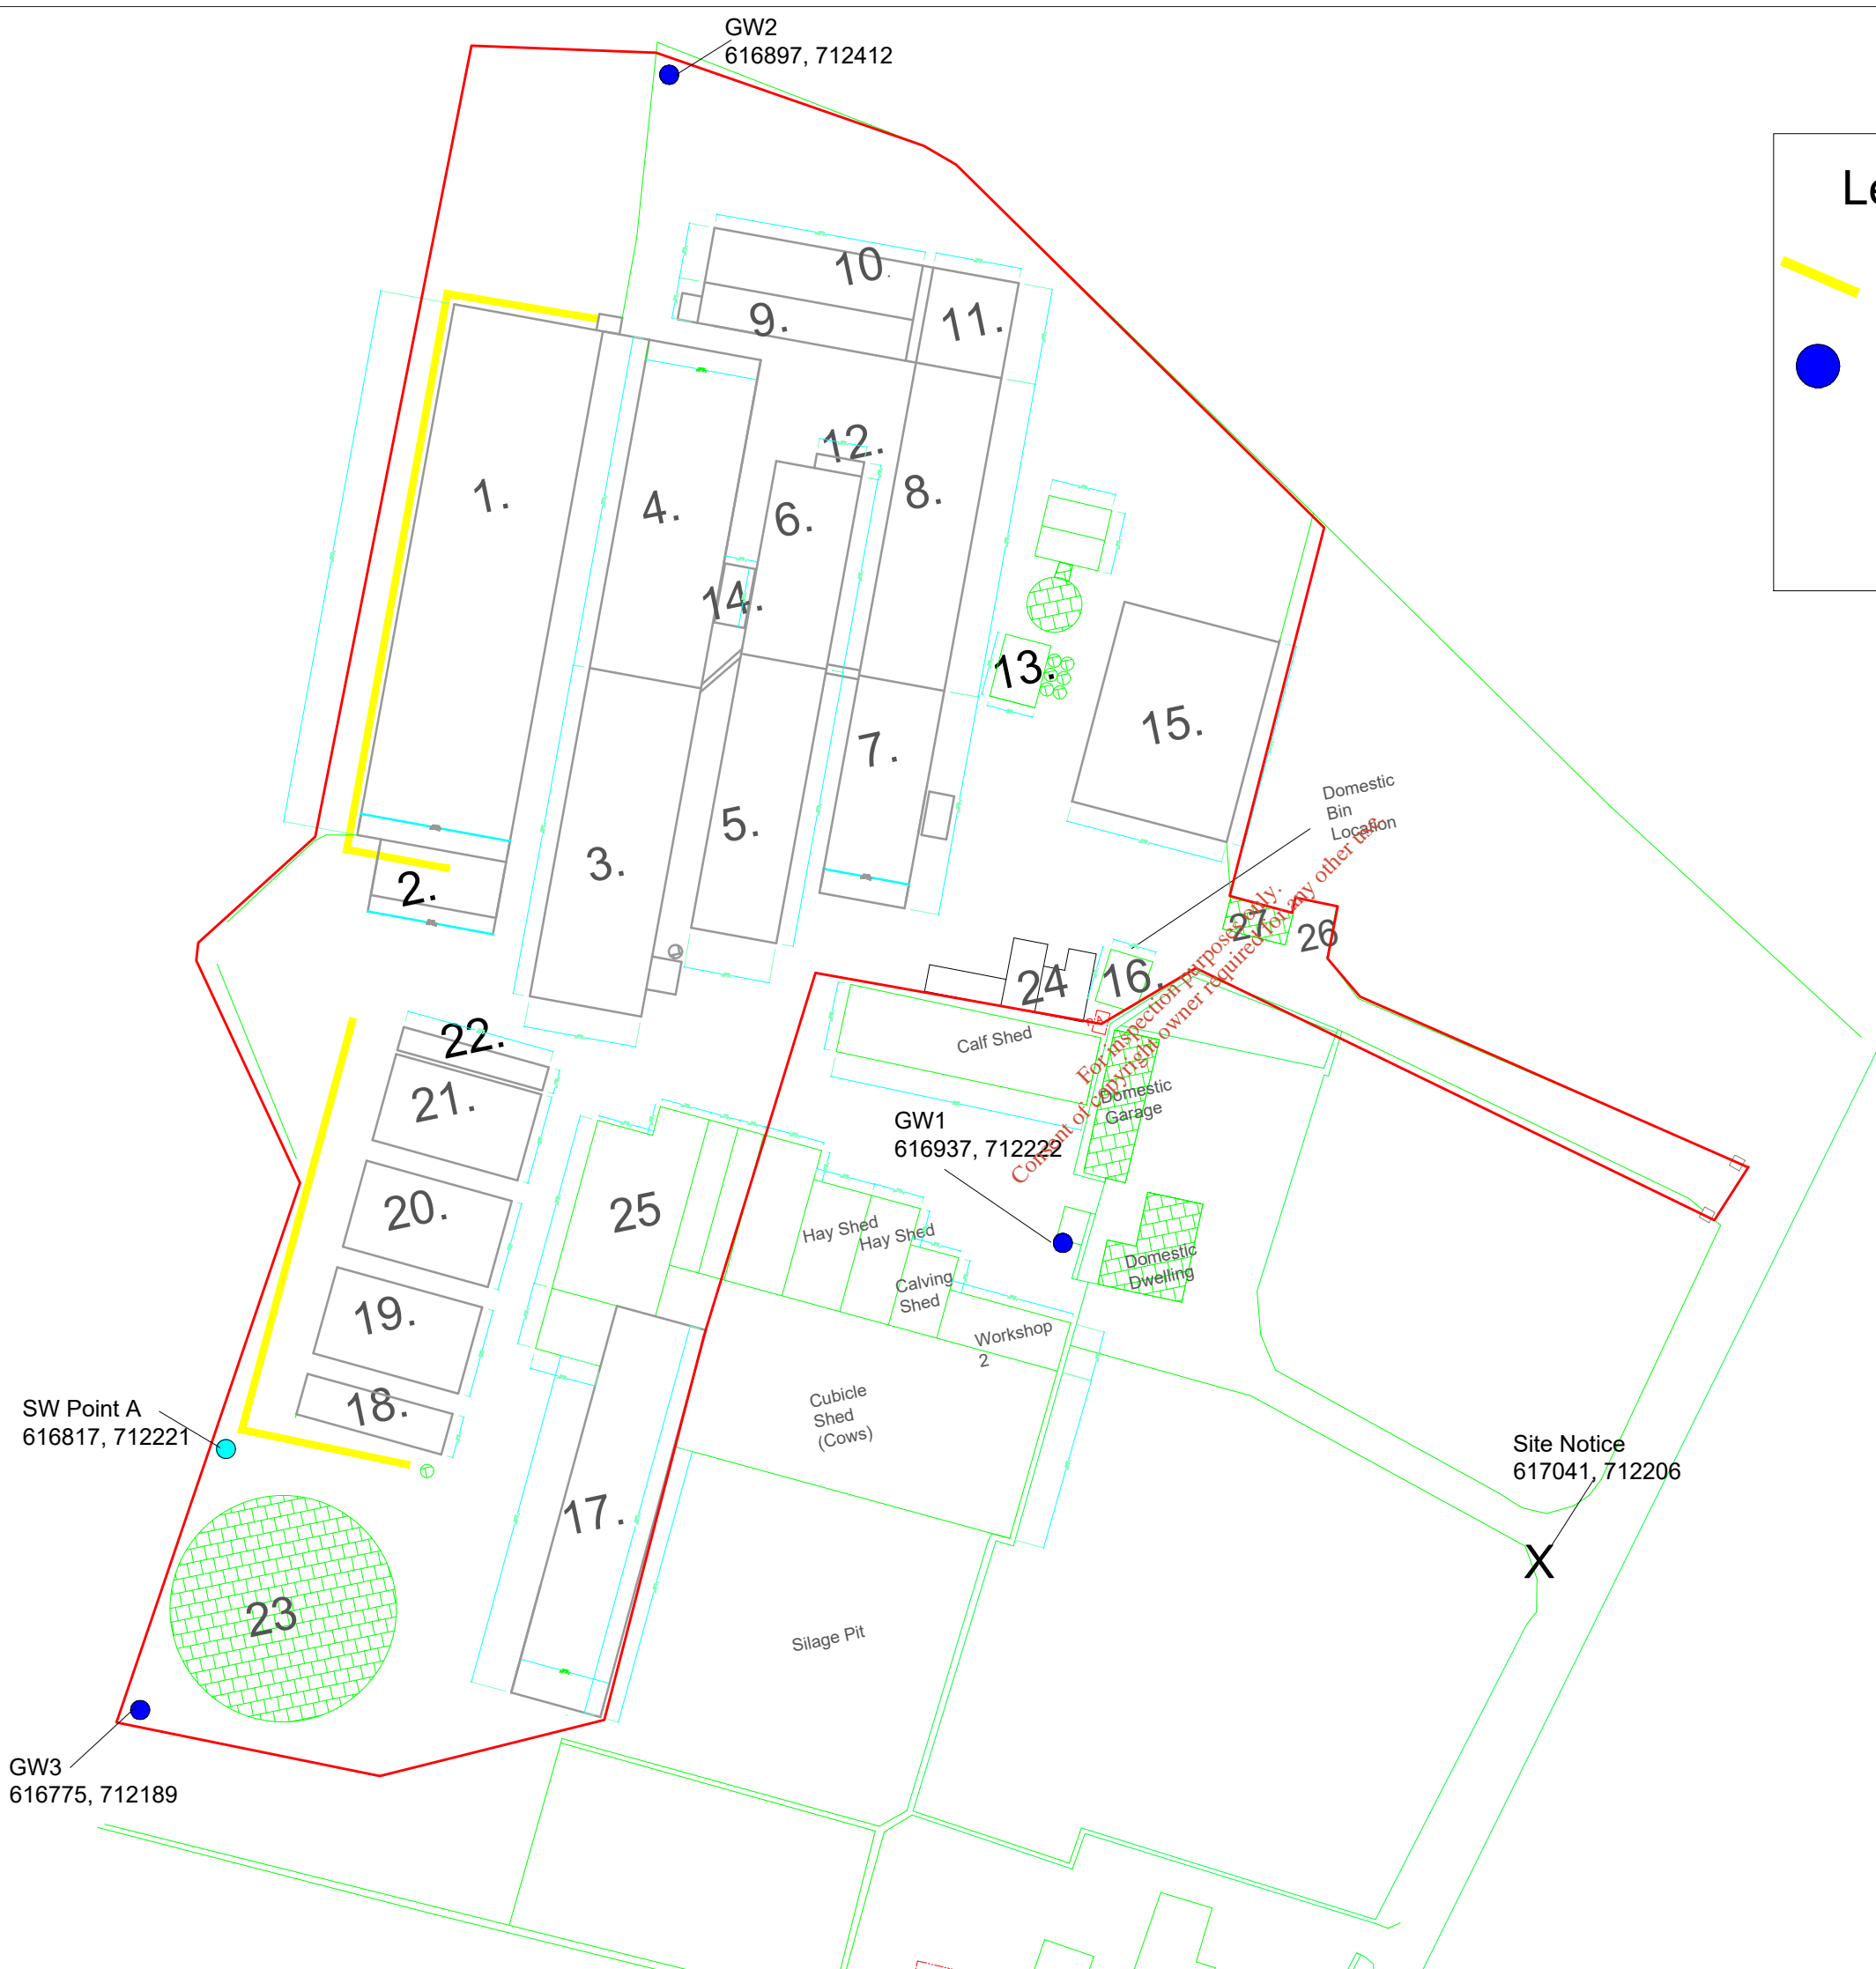 GW2
616897, 712412
Le
10.
9.
11.
12.
1.
4.
6.
8.
14.
13.
15.
7.
5.
3.
2.
Domestic
Bin
Location
27
26
24
16.
Calf Shed
For inspection purposes only.
Consent of copyright owner required for any other use.
Domestic
Garage
22.
21.
GW1
616937, 712222
20.
25
Hay Shed
Hay Shed
Calving
Shed
Domestic
Dwelling
19.
Workshop
2
18.
Cubicle
Shed
(Cows)
SW Point A
616817, 712221
Site Notice
617041, 712206
X
17.
23
Silage Pit
GW3
616775, 712189